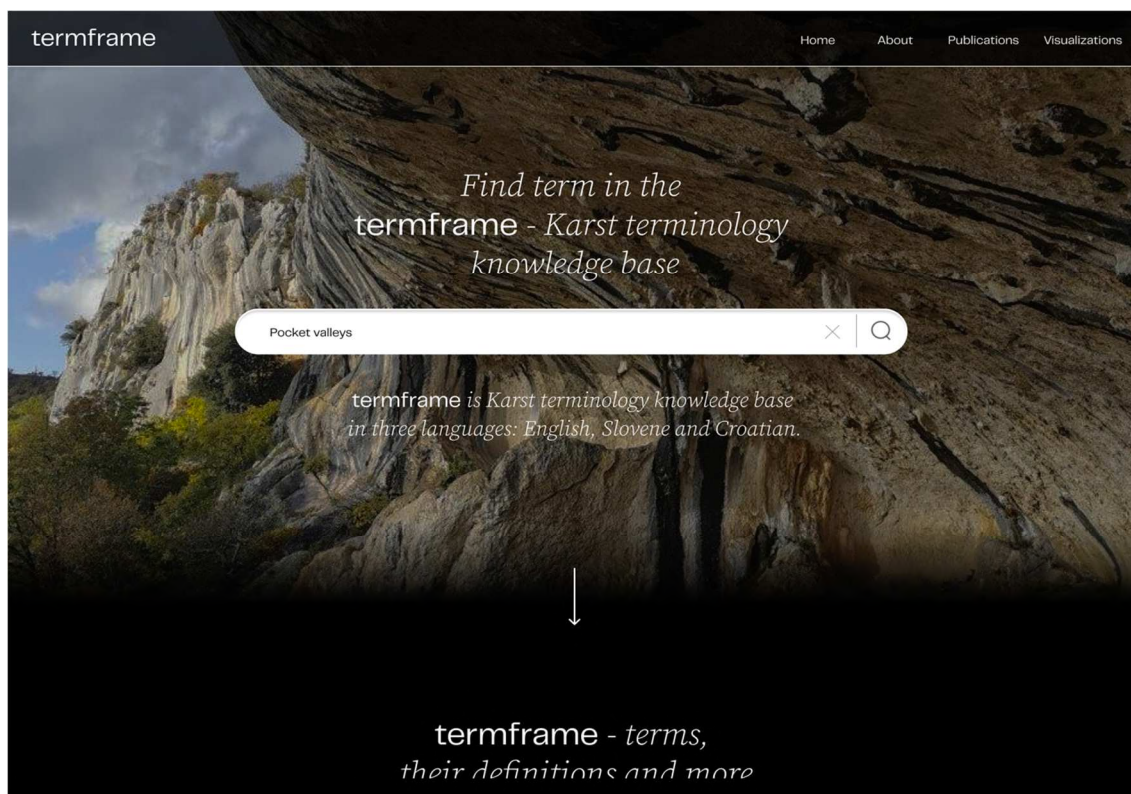 termframe
Home About Publications Visualizations
Find term in the
termframe - Karst terminology
knowledge base
Pocket valleys
termframe is Karst terminology knowledge base
in three languages: English, Slovene and Croatian.
termframe - terms,
their definitions and more